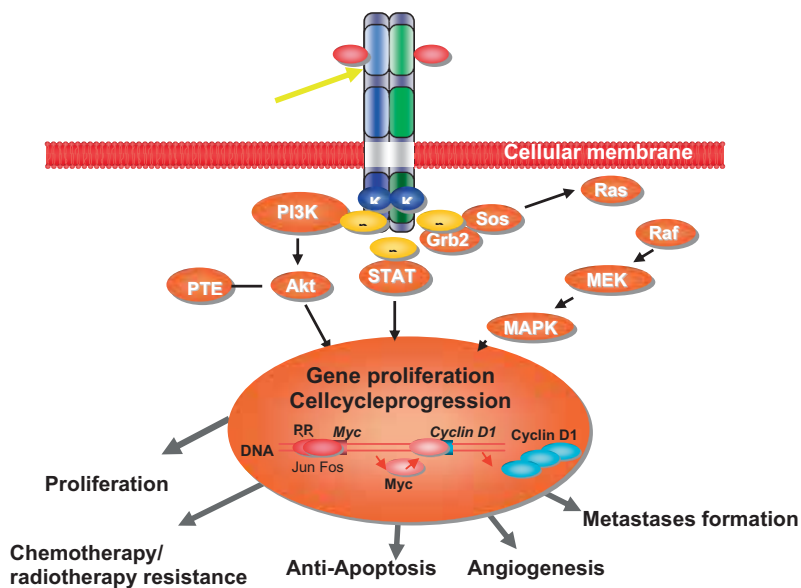 Cellular membrane
K K
PI3K
Sos
Ras
Grb2
Raf
STAT
MEK
PTE
Akt
MAPK
Gene proliferation
Cellcycleprogression
PP
Myc
Cyclin D1
Cyclin D1
DNA
Jun Fos
Myc
Proliferation
Metastases formation
Chemotherapy/
radiotherapy resistance
Anti-Apoptosis
Angiogenesis